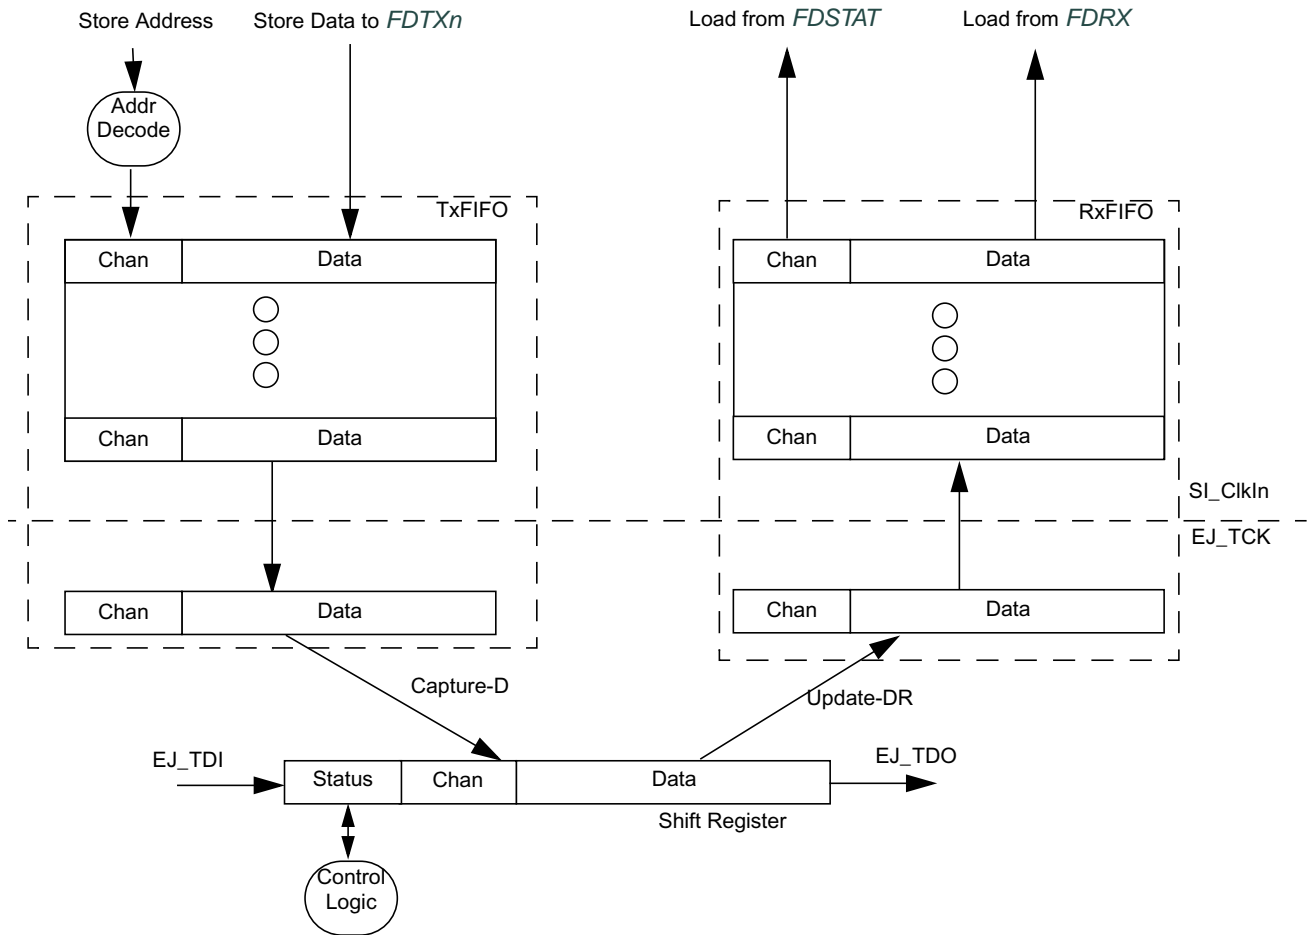 Store Address
Store Data to FDTXn
Load from FDSTAT
Load from FDRX
Addr
Decode
TxFIFO
RxFIFO
Chan
Data
Chan
Data
Chan
Data
Chan
Data
SI_ClkIn
EJ_TCK
Chan
Data
Chan
Data
Capture-D
Update-DR
EJ_TDI
EJ_TDO
Status
Chan
Data
Shift Register
Control
Logic